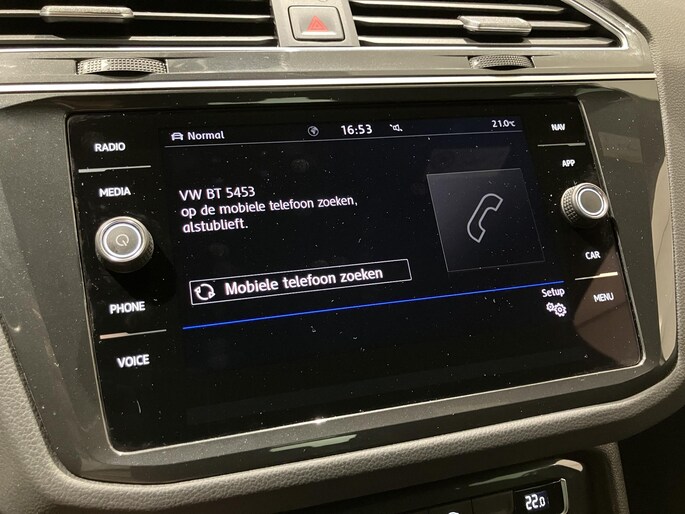 Normal 16:53 21.0°C
RADIO
MEDIA
PHONE
VOICE
VW BT 5453
op de mobiele telefoon zoeken,
alstublieft.
Mobiele telefoon zoeken
Setup
NAV
APP
CAR
MENU
22.0